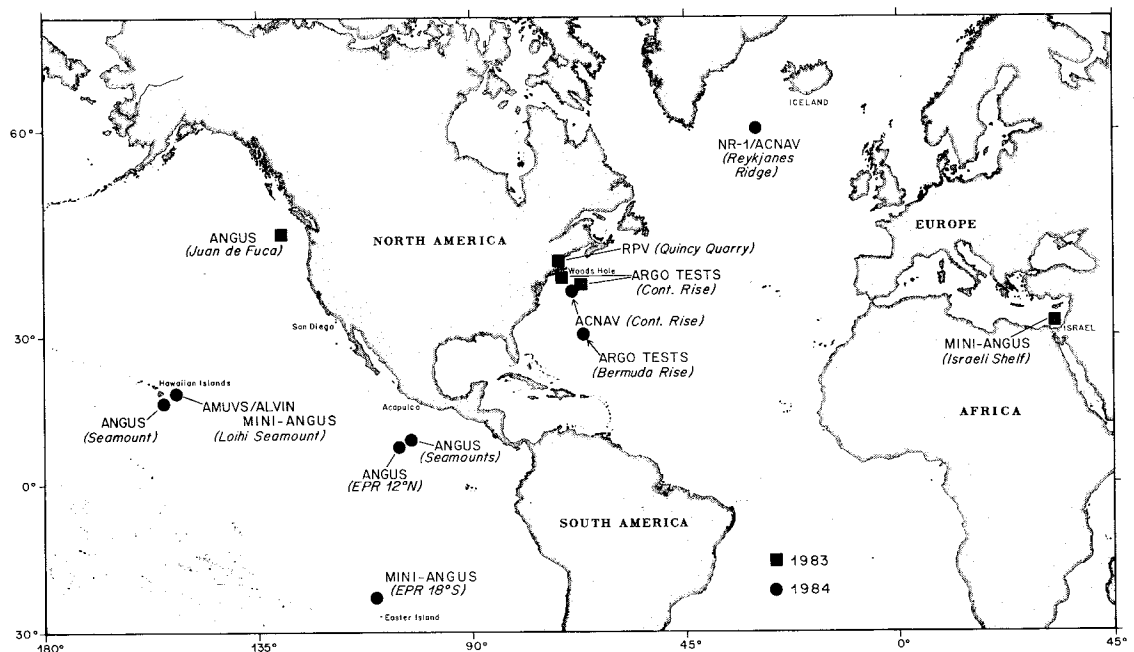 ICELAND
60°
NR-1/ACNAV
(Reykjanes
Ridge)
EUROPE
ANGUS
(Juan de Fuca)
NORTH AMERICA
RPV (Quincy Quarry)
Woods Hole
ARGO TESTS
(Cont. Rise)
ACNAV (Cont. Rise)
San Diego
30°
ARGO TESTS
(Bermuda Rise)
ISRAEL
MINI-ANGUS
(Israeli Shelf)
Hawaiian Islands
AMUVS/ALVIN
MINI-ANGUS
(Loihi Seamount)
ANGUS
(Seamount)
Acapulco
AFRICA
ANGUS
(Seamounts)
ANGUS
(EPR 12°N)
0°
SOUTH AMERICA
1983
1984
MINI-ANGUS
(EPR 18°S)
Easter Island
30°
180°
135°
90°
45°
0°
45°